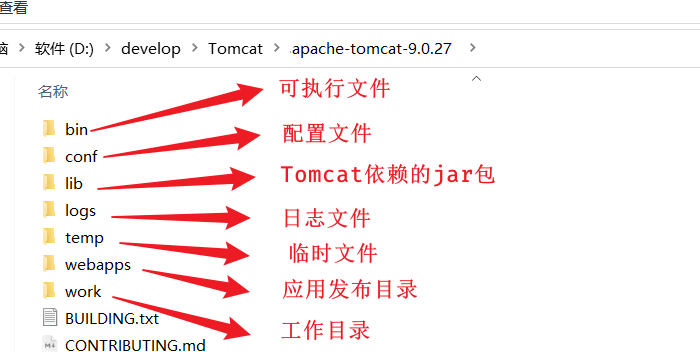 查看
软件 (D:) > develop > Tomcat > apache-tomcat-9.0.27 >
名称
可执行文件
bin
配置文件
conf
Tomcat依赖的jar包
lib
日志文件
logs
临时文件
temp
应用发布目录
webapps
工作目录
work
BUILDING.txt
CONTRIBUTING.md